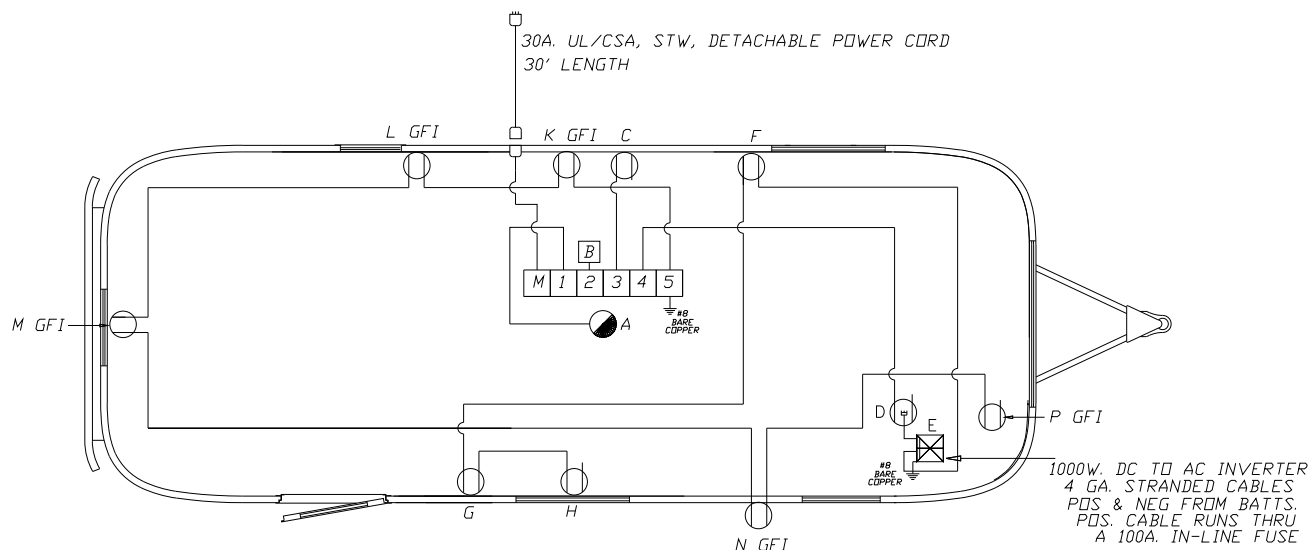 30A. UL/CSA, STW, DETACHABLE POWER CORD
30' LENGTH
L GFI
K GFI
C
F
B
M 1 2 3 4 5
#8
BARE
COPPER
A
M GFI
D
E
P GFI
#8
BARE
COPPER
1000W. DC TO AC INVERTER
4 GA. STRANDED CABLES
POS & NEG FROM BATTS.
POS. CABLE RUNS THRU
A 100A. IN-LINE FUSE
G
H
N GFI